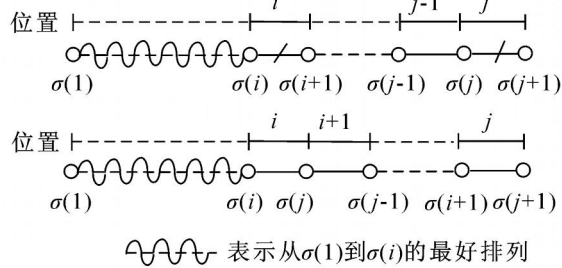 i j-1 j
位置
σ(1) σ(i) σ(i+1) σ(j-1) σ(j) σ(j+1)
i i+1 j
位置
σ(1) σ(i) σ(j) σ(j-1) σ(i+1) σ(j+1)
表示从σ(1)到σ(i)的最好排列